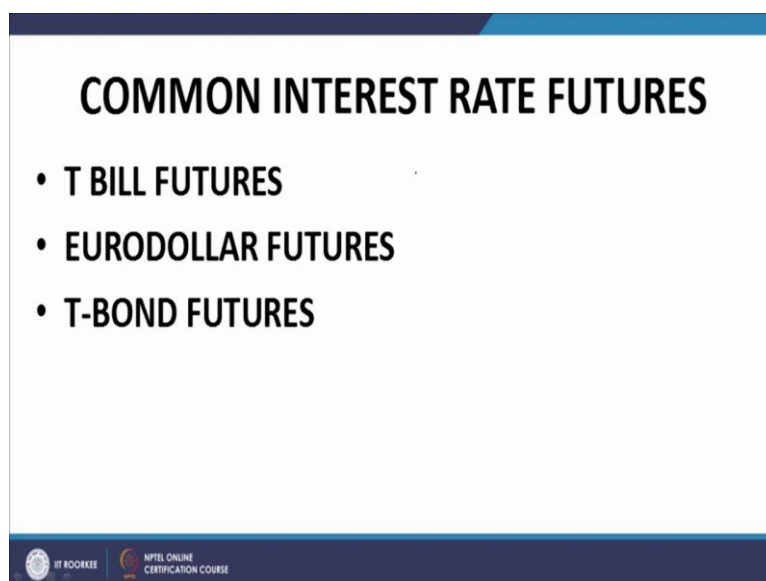 COMMON INTEREST RATE FUTURES
• T BILL FUTURES
• EURODOLLAR FUTURES
• T-BOND FUTURES
IIT ROORKEE
NPTEL ONLINE
CERTIFICATION COURSE